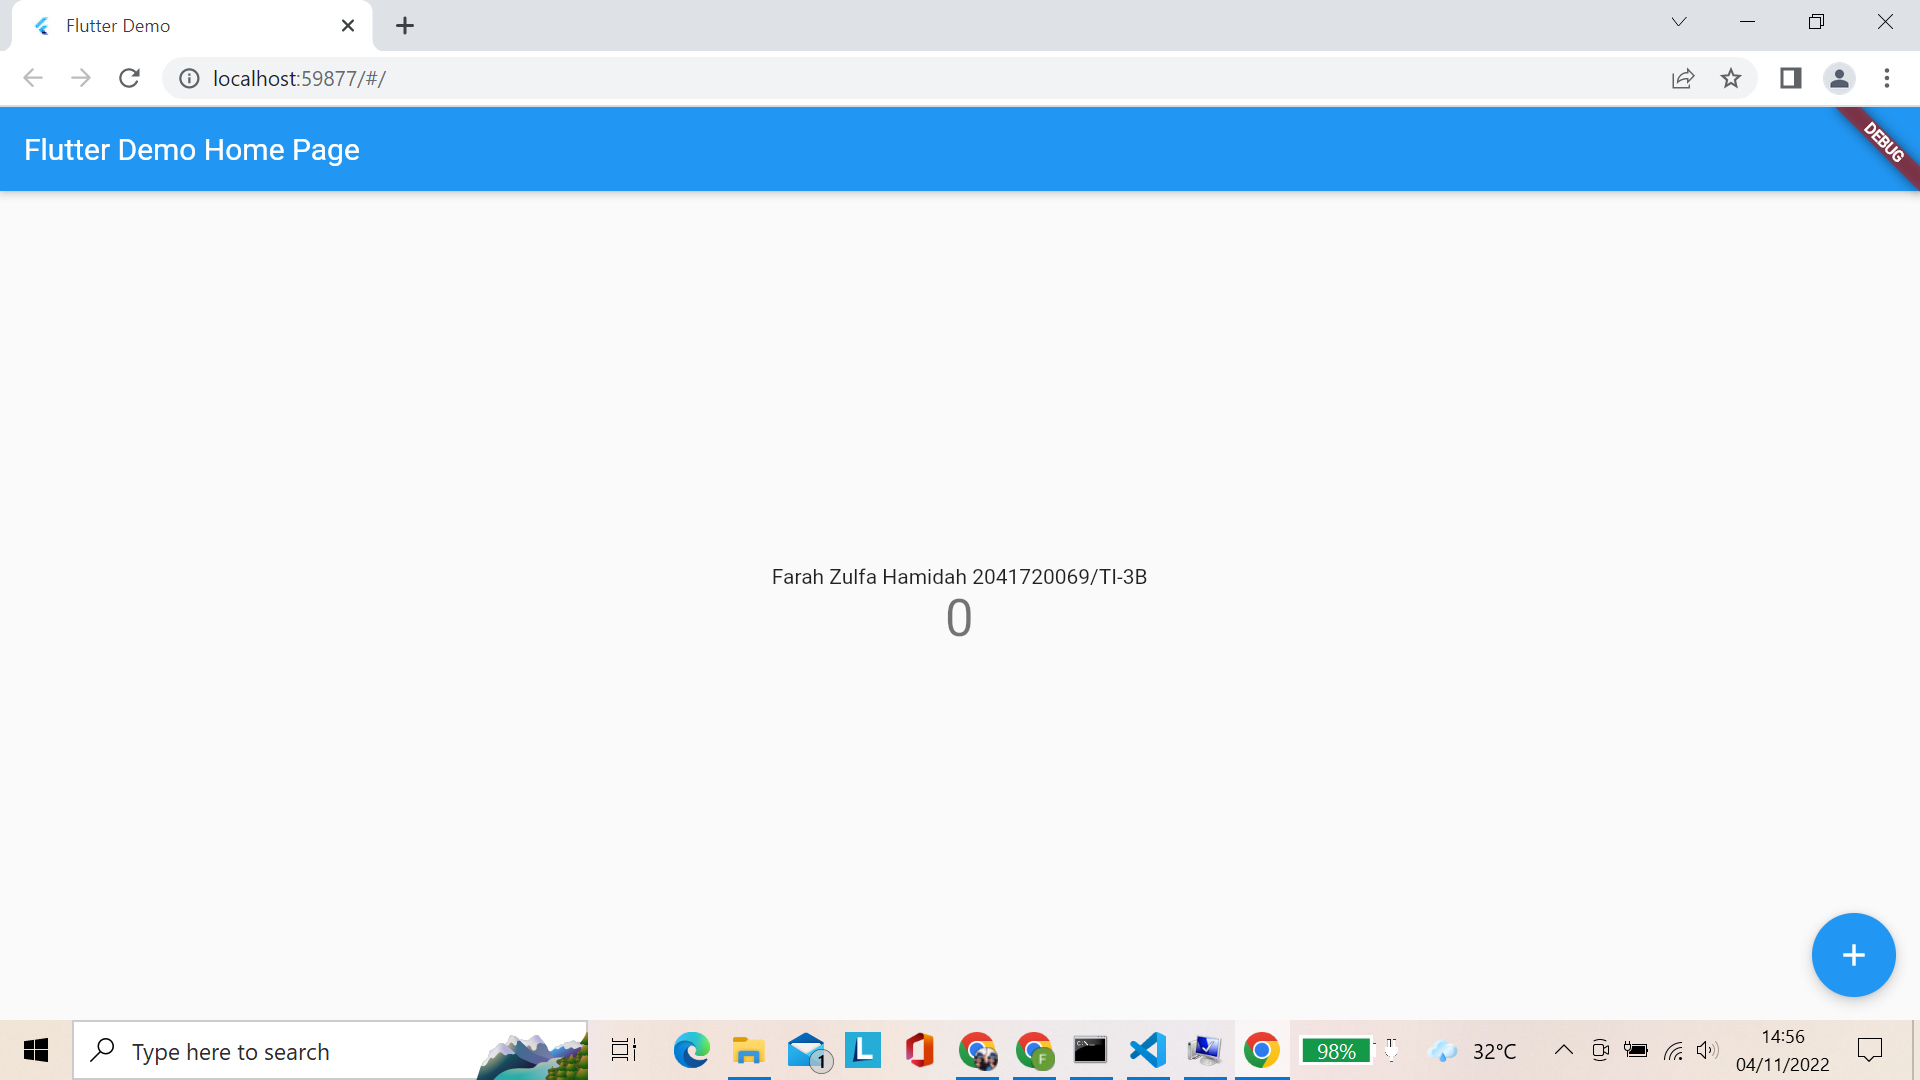 Flutter Demo
localhost:59877/#/
Flutter Demo Home Page
DEBUG
Farah Zulfa Hamidah 2041720069/TI-3B
0
Type here to search
1
L
F
98%
32°C
14:56
04/11/2022